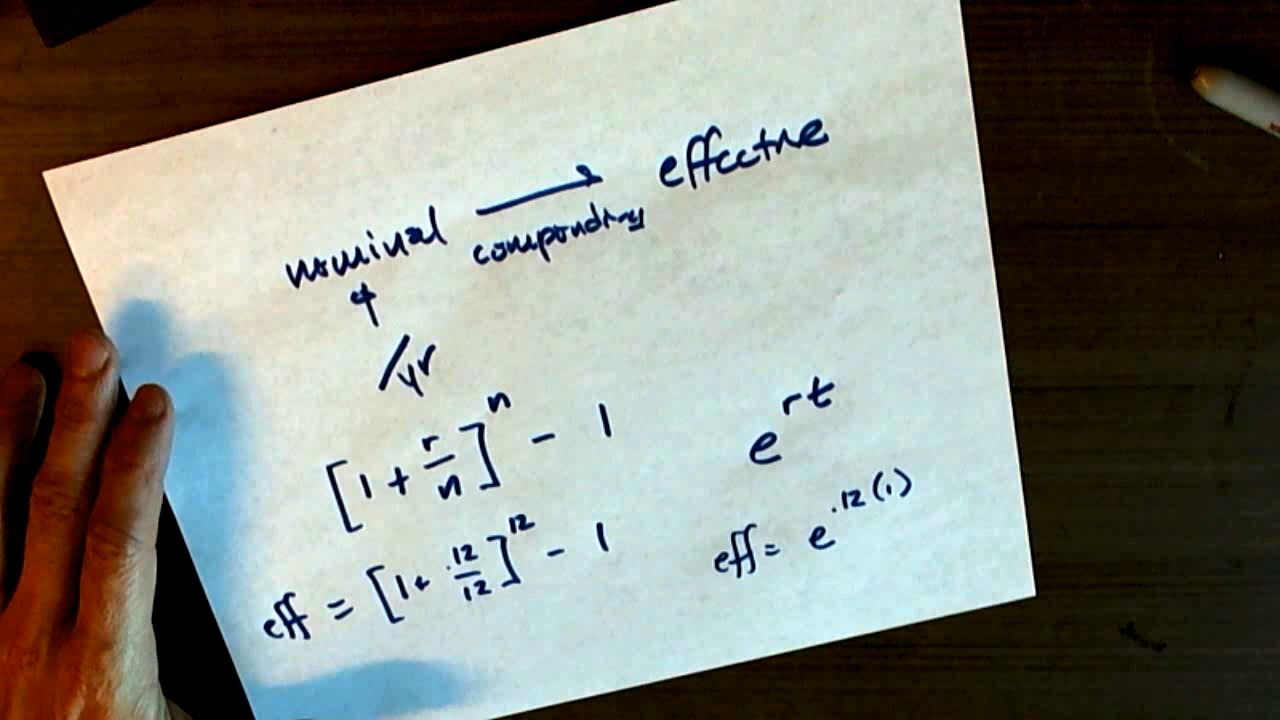 nominal → effective
compounding
↑
/yr
[1 + r/n]^n - 1
e^rt
eff = [1 + .12/12]^12 - 1
eff = e^.12(1)